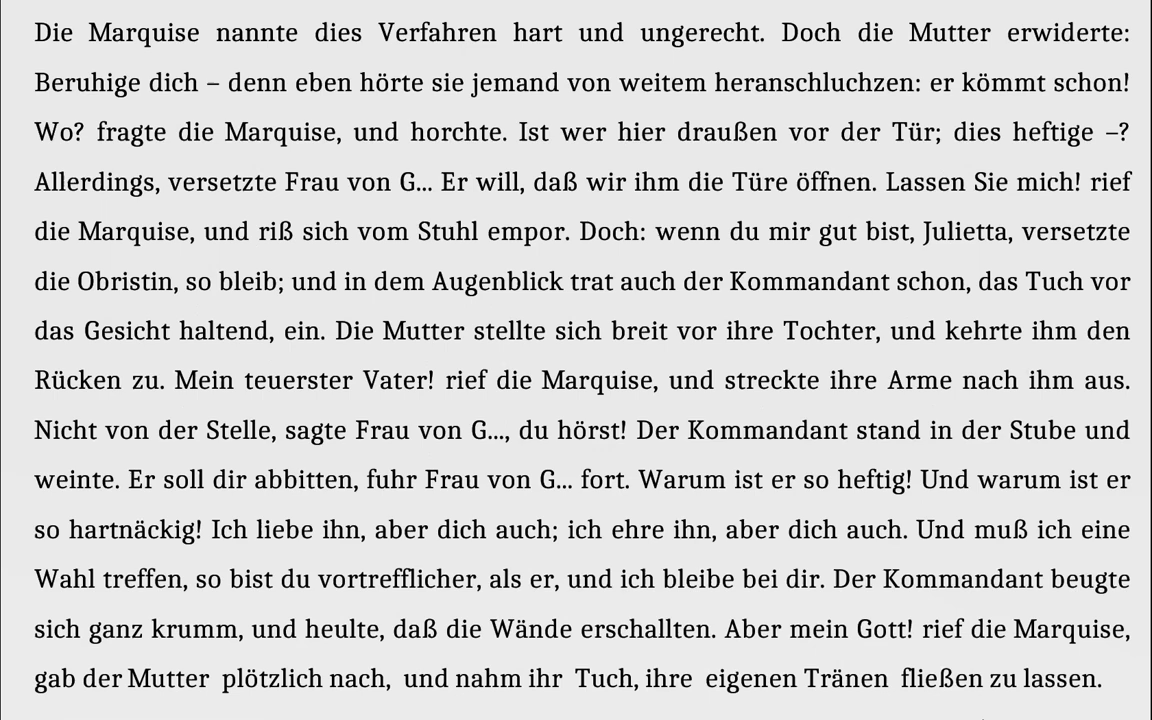 Die Marquise nannte dies Verfahren hart und ungerecht. Doch die Mutter erwiderte:
Beruhige dich – denn eben hörte sie jemand von weitem heranschluchzen: er kömmt schon!
Wo? fragte die Marquise, und horchte. Ist wer hier draußen vor der Tür; dies heftige –?
Allerdings, versetzte Frau von G... Er will, daß wir ihm die Türe öffnen. Lassen Sie mich! rief
die Marquise, und riß sich vom Stuhl empor. Doch: wenn du mir gut bist, Julietta, versetzte
die Obristin, so bleib; und in dem Augenblick trat auch der Kommandant schon, das Tuch vor
das Gesicht haltend, ein. Die Mutter stellte sich breit vor ihre Tochter, und kehrte ihm den
Rücken zu. Mein teuerster Vater! rief die Marquise, und streckte ihre Arme nach ihm aus.
Nicht von der Stelle, sagte Frau von G..., du hörst! Der Kommandant stand in der Stube und
weinte. Er soll dir abbitten, fuhr Frau von G... fort. Warum ist er so heftig! Und warum ist er
so hartnäckig! Ich liebe ihn, aber dich auch; ich ehre ihn, aber dich auch. Und muß ich eine
Wahl treffen, so bist du vortrefflicher, als er, und ich bleibe bei dir. Der Kommandant beugte
sich ganz krumm, und heulte, daß die Wände erschallten. Aber mein Gott! rief die Marquise,
gab der Mutter plötzlich nach, und nahm ihr Tuch, ihre eigenen Tränen fließen zu lassen.